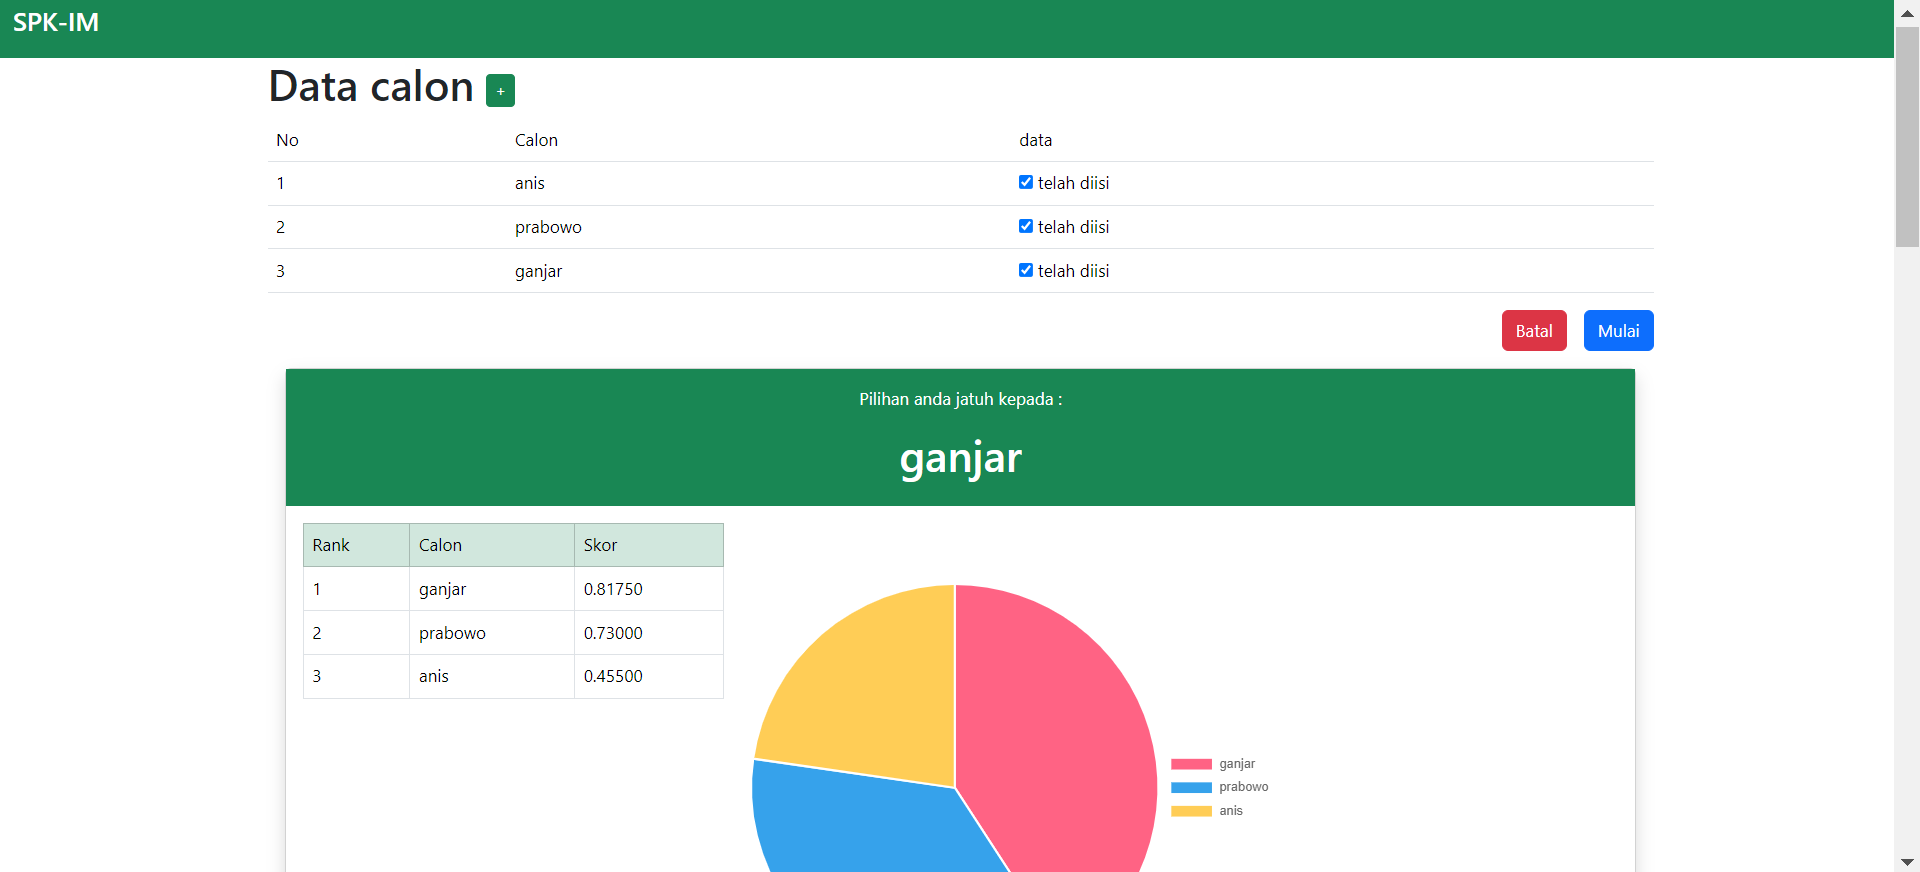 SPK-IM
Data calon +
No Calon data
1 anis telah diisi
2 prabowo telah diisi
3 ganjar telah diisi
Batal Mulai
Pilihan anda jatuh kepada :
ganjar
Rank Calon Skor
1 ganjar 0.81750
2 prabowo 0.73000
3 anis 0.45500
ganjar
prabowo
anis